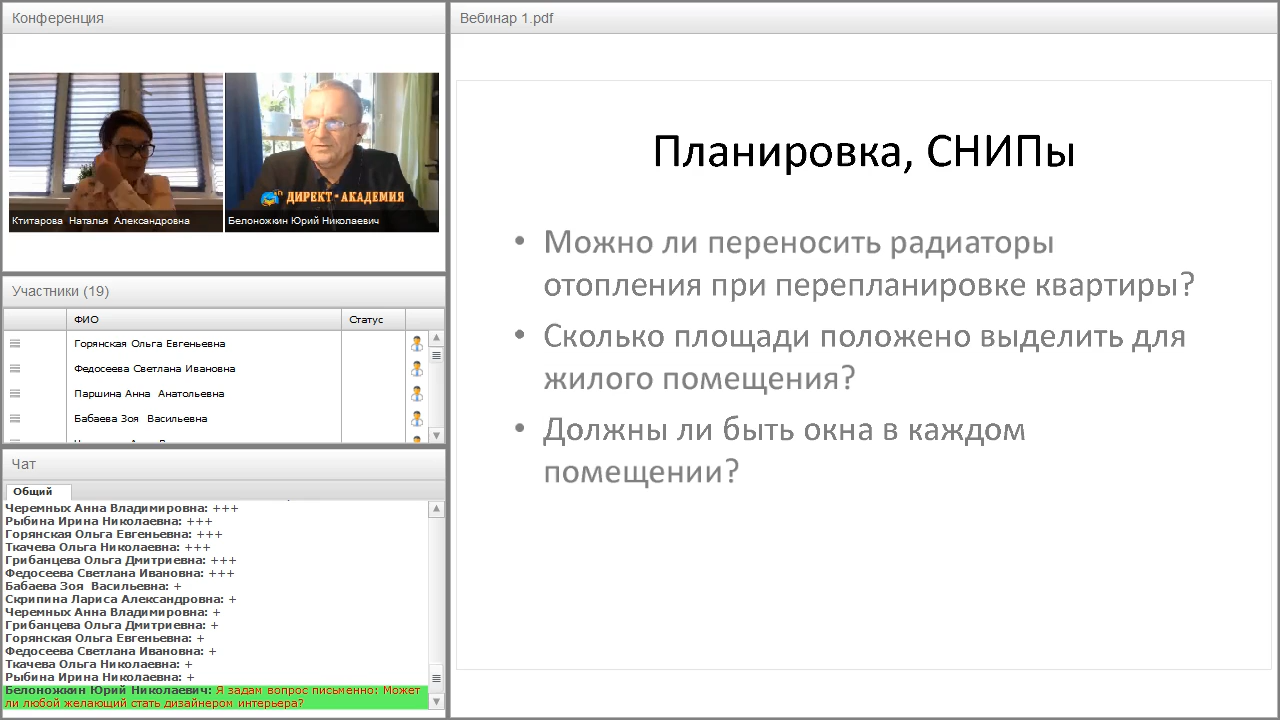 Конференция
Ктитарова Наталья Александровна
ДИРЕКТ-АКАДЕМИЯ
Белоножкин Юрий Николаевич
Участники (19)
ФИО
Статус
Горянская Ольга Евгеньевна
Федосеева Светлана Ивановна
Паршина Анна Анатольевна
Бабаева Зоя Васильевна
Чат
Общий
Черемных Анна Владимировна: +++
Рыбина Ирина Николаевна: +++
Горянская Ольга Евгеньевна: +++
Ткачева Ольга Николаевна: +++
Грибанцева Ольга Дмитриевна: +++
Федосеева Светлана Ивановна: +++
Бабаева Зоя Васильевна: +
Скрипина Лариса Александровна: +
Черемных Анна Владимировна: +
Грибанцева Ольга Дмитриевна: +
Горянская Ольга Евгеньевна: +
Федосеева Светлана Ивановна: +
Ткачева Ольга Николаевна: +
Рыбина Ирина Николаевна: +
Белоножкин Юрий Николаевич: Я задам вопрос письменно: Может
ли любой желающий стать дизайнером интерьера?
Вебинар 1.pdf
Планировка, СНИПы
• Можно ли переносить радиаторы
отопления при перепланировке квартиры?
• Сколько площади положено выделить для
жилого помещения?
• Должны ли быть окна в каждом
помещении?